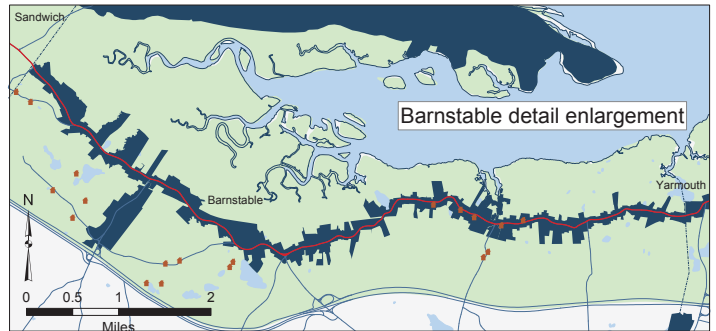 Sandwich
Barnstable detail enlargement
Yarmouth
Barnstable
N
0 0.5 1 2
Miles